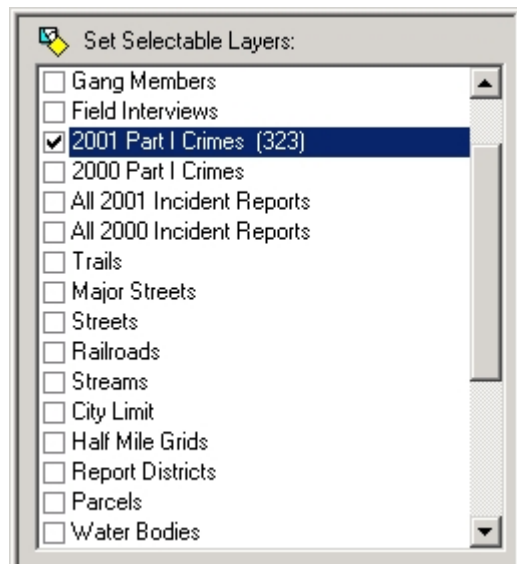 Set Selectable Layers:
Gang Members
Field Interviews
2001 Part I Crimes (323)
2000 Part I Crimes
All 2001 Incident Reports
All 2000 Incident Reports
Trails
Major Streets
Streets
Railroads
Streams
City Limit
Half Mile Grids
Report Districts
Parcels
Water Bodies